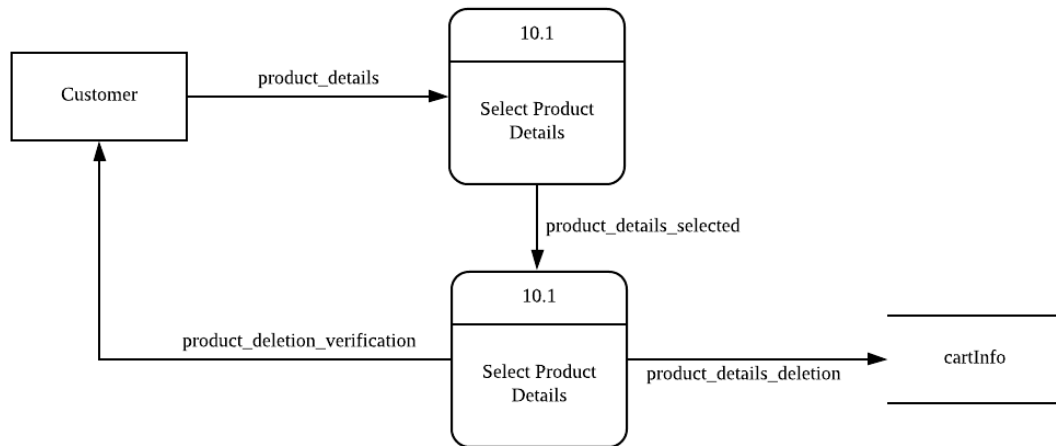 10.1
Customer
product_details
Select Product
Details
product_details_selected
10.1
product_deletion_verification
Select Product
Details
product_details_deletion
cartInfo